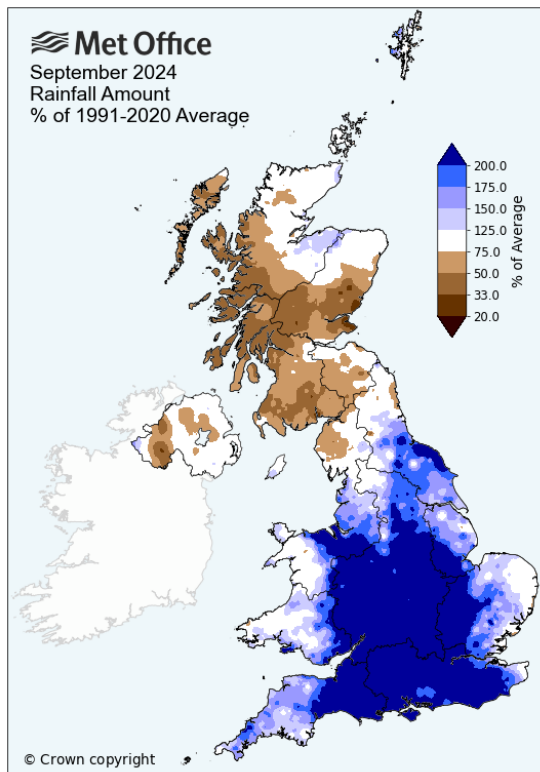 Met Office
September 2024
Rainfall Amount
% of 1991-2020 Average
200.0
175.0
150.0
125.0
75.0
50.0
33.0
20.0
% of Average
© Crown copyright